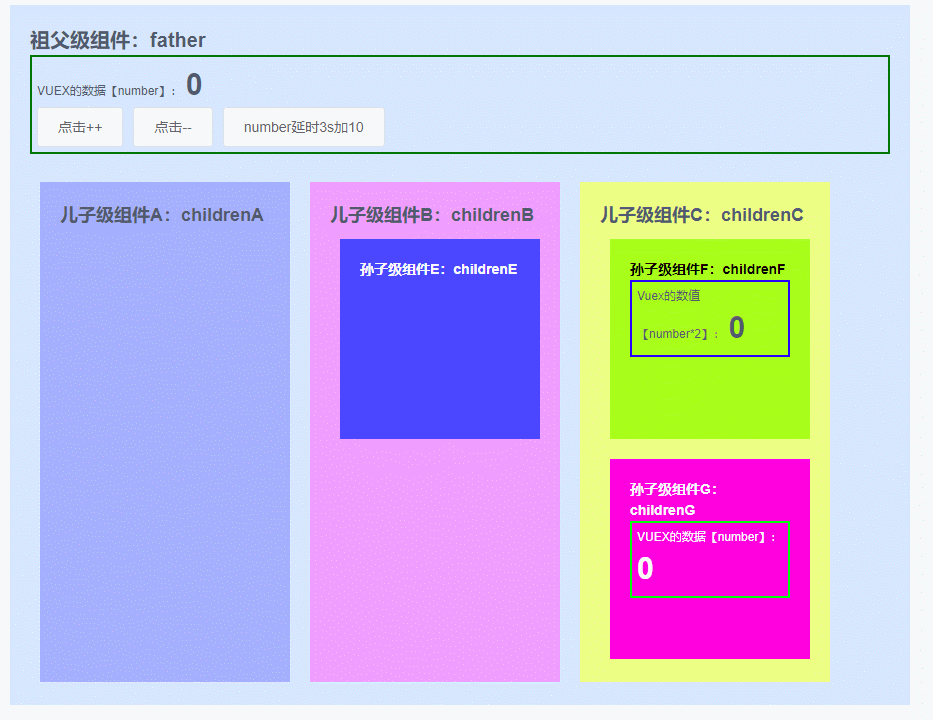 祖父级组件：father
VUEX的数据【number】： 0
点击++
点击--
number延时3s加10
儿子级组件A：childrenA
儿子级组件B：childrenB
孙子级组件E：childrenE
儿子级组件C：childrenC
孙子级组件F：childrenF
Vuex的数值
【number*2】： 0
孙子级组件G：
childrenG
VUEX的数据【number】：
0